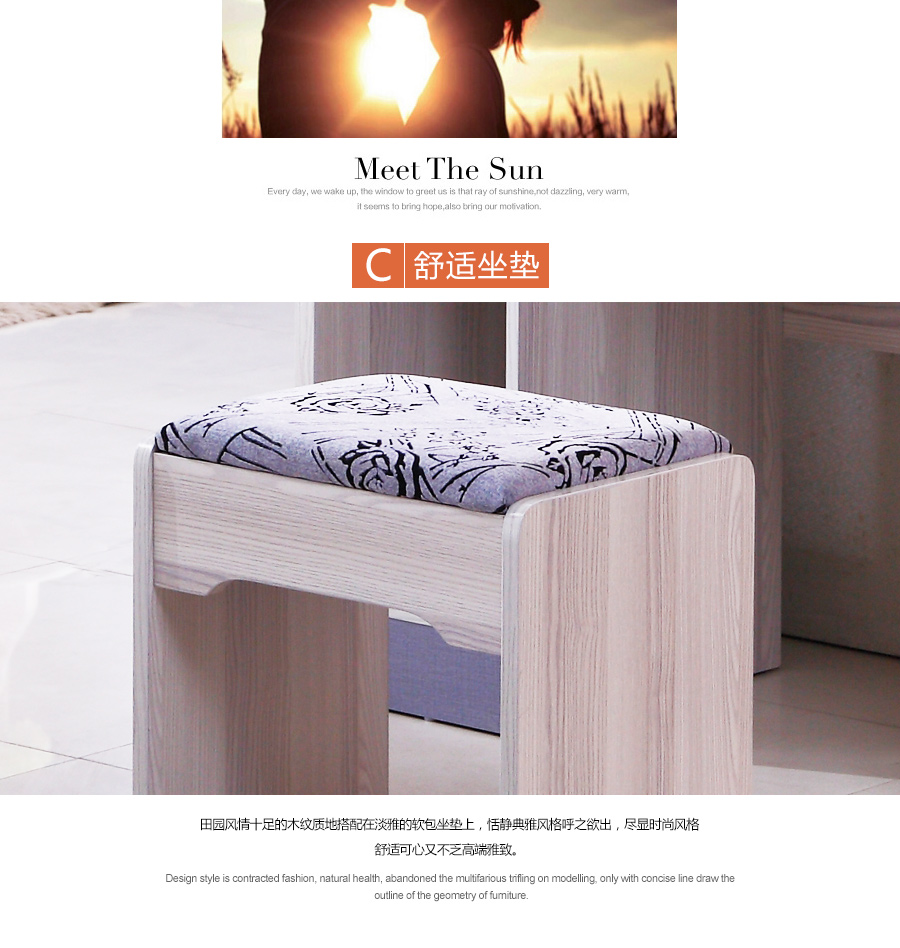 Meet The Sun
Every day, we wake up, the window to greet us is that ray of sunshine,not dazzling, very warm,
it seems to bring hope,also bring our motivation.
C 舒适坐垫
田园风情十足的木纹质地搭配在淡雅的软包坐垫上，恬静典雅风格呼之欲出，尽显时尚风格
舒适可心又不乏高端雅致。
Design style is contracted fashion, natural health, abandoned the multifarious trifling on modelling, only with concise line draw the
outline of the geometry of furniture.